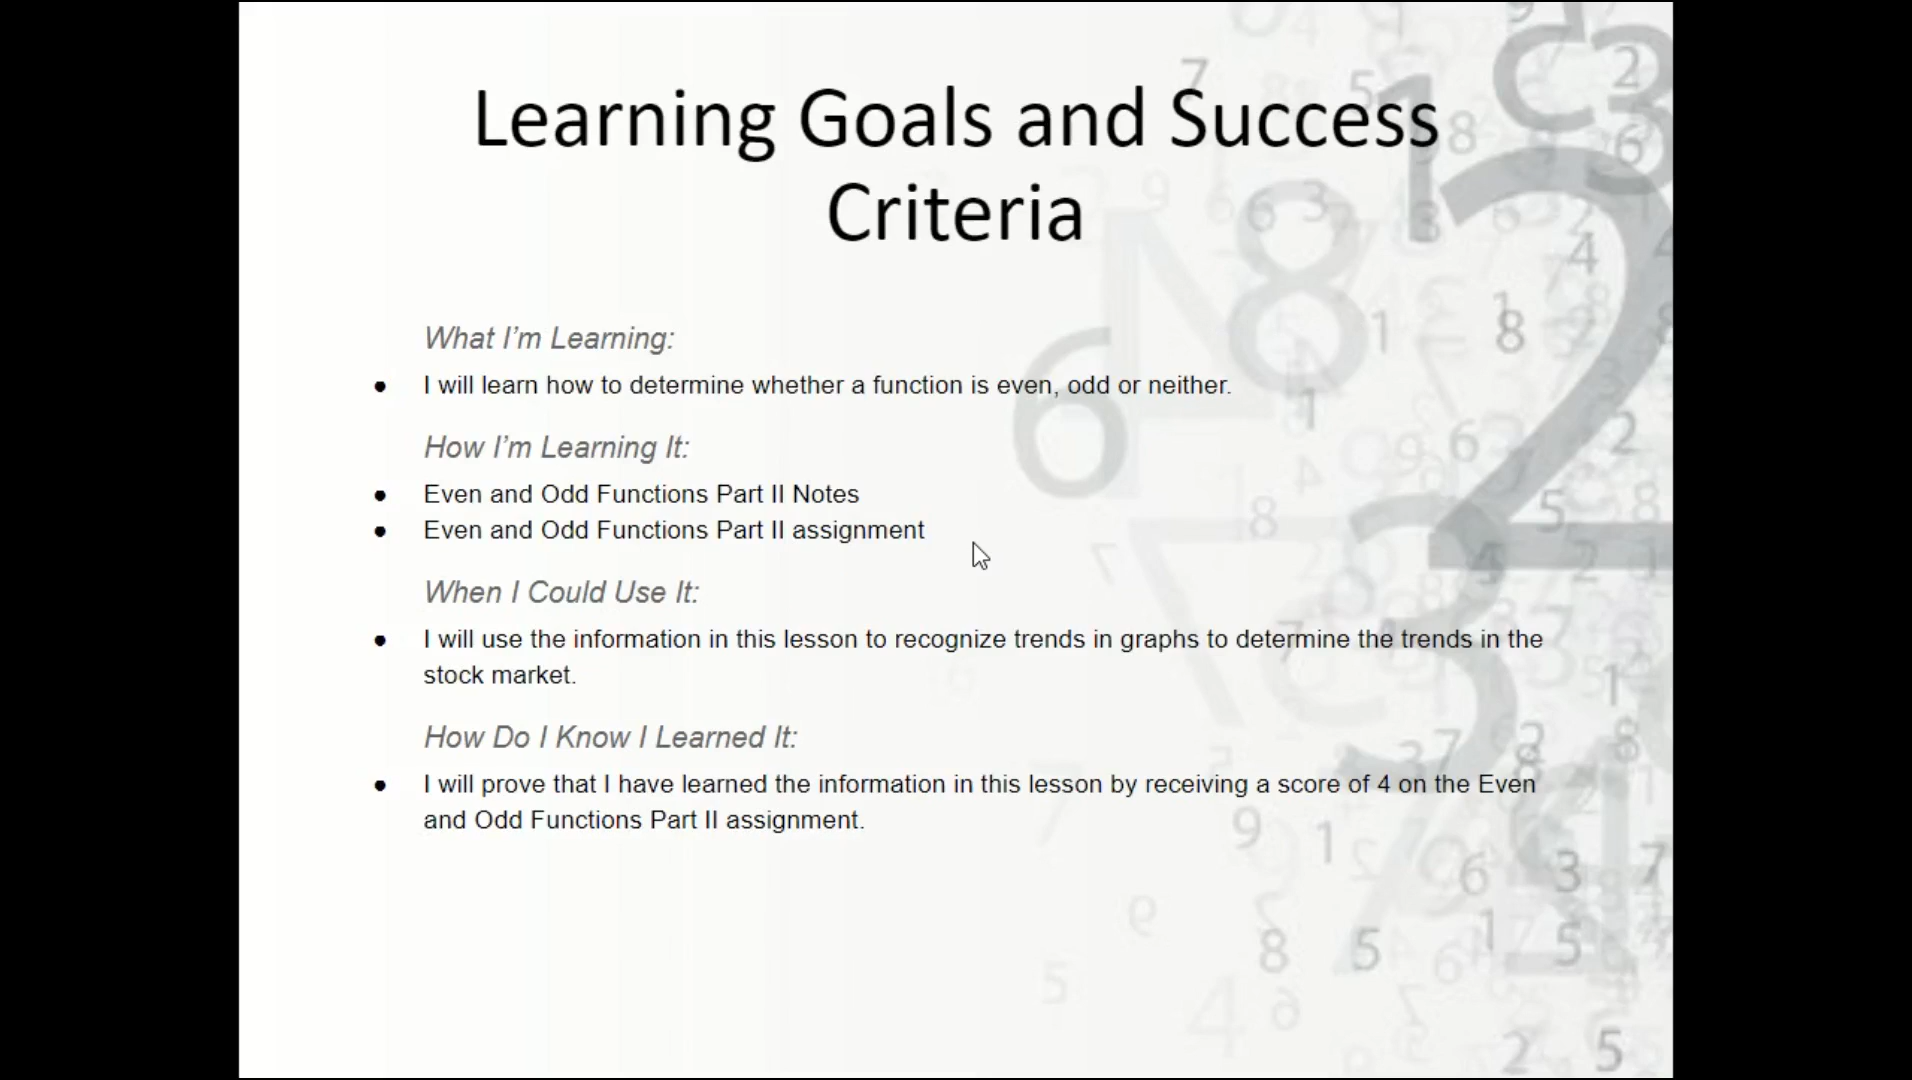 Learning Goals and Success
Criteria
What I’m Learning:
● I will learn how to determine whether a function is even, odd or neither.
How I’m Learning It:
● Even and Odd Functions Part II Notes
● Even and Odd Functions Part II assignment
When I Could Use It:
● I will use the information in this lesson to recognize trends in graphs to determine the trends in the
stock market.
How Do I Know I Learned It:
● I will prove that I have learned the information in this lesson by receiving a score of 4 on the Even
and Odd Functions Part II assignment.